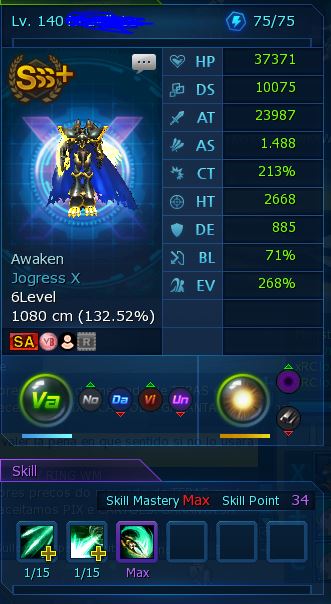 Lv. 140
75/75
SSS+
HP 37371
DS 10075
AT 23987
AS 1.488
CT 213%
HT 2668
DE 885
BL 71%
EV 268%
Awaken
Jogress X
6Level
1080 cm (132.52%)
SA VB R
Va No Da Vi Un
Skill
Skill Mastery Max Skill Point 34
1/15 1/15 Max